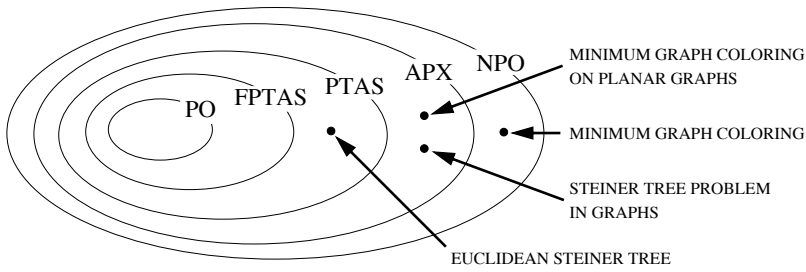 PO
FPTAS
PTAS
APX
NPO
MINIMUM GRAPH COLORING
ON PLANAR GRAPHS
MINIMUM GRAPH COLORING
STEINER TREE PROBLEM
IN GRAPHS
EUCLIDEAN STEINER TREE